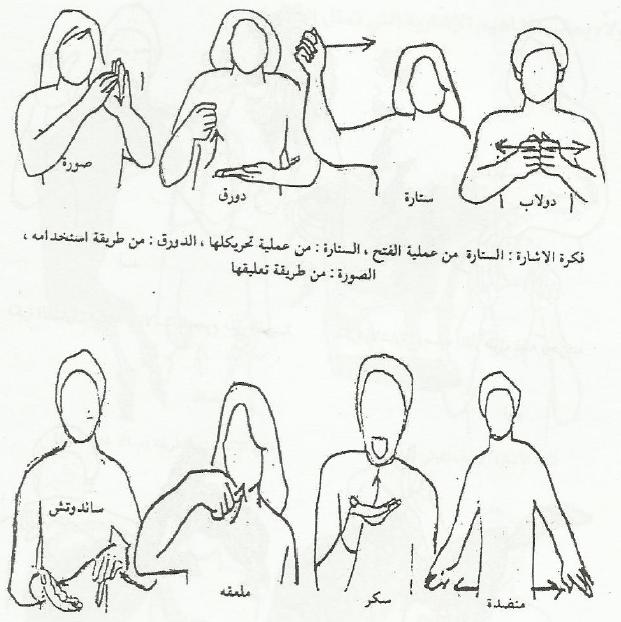 دولاب
ستارة
دورق
صورة
فكرة الاشارة : الستارة من عملية الفتح ، الستارة : من عملية تحريكلها ، الدورق : من طريقة استخدامه ،
الصورة : من طريقة تعليقها
منضدة
سكر
ملعقه
ساندوتش